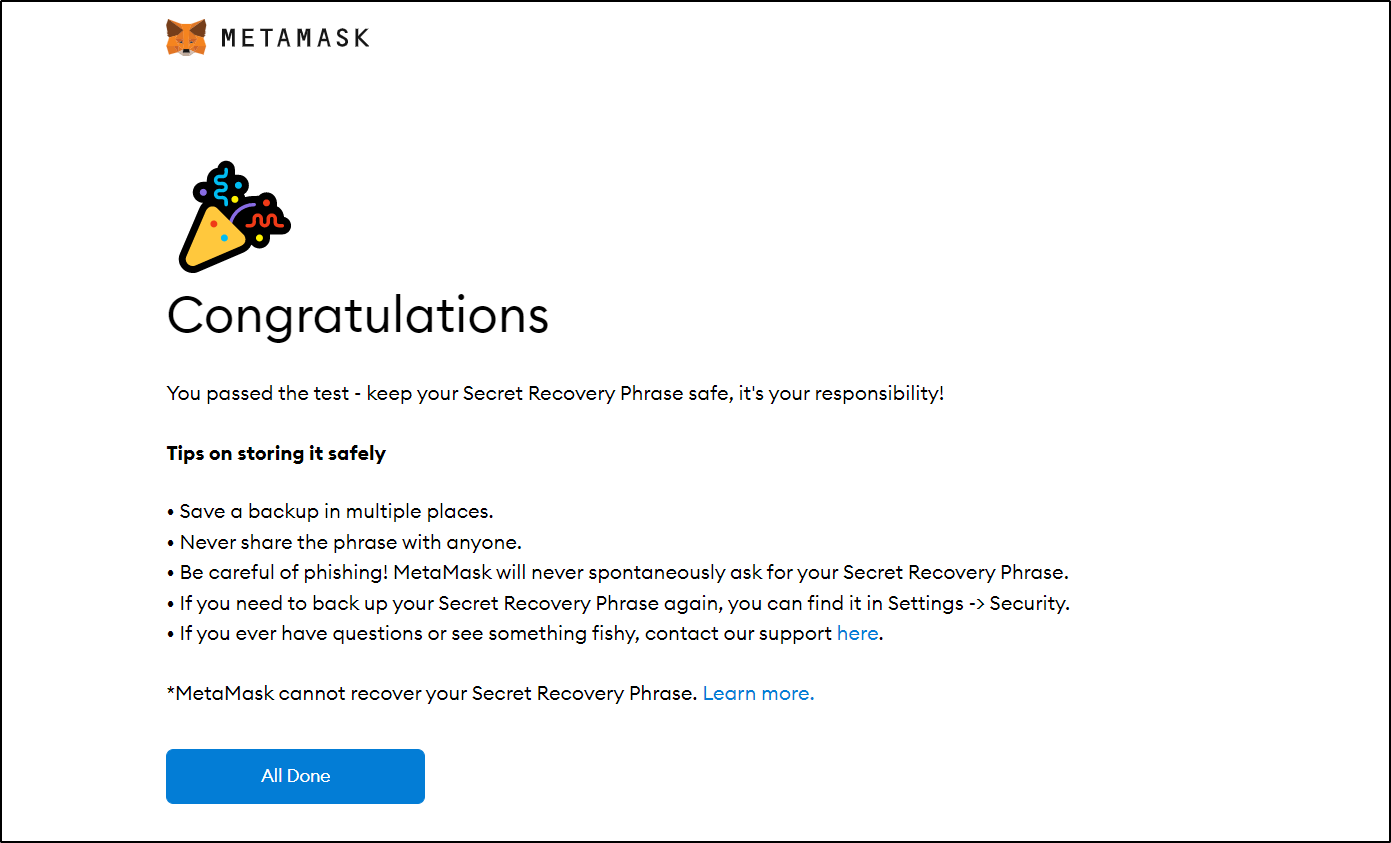 METAMASK
Congratulations
You passed the test - keep your Secret Recovery Phrase safe, it's your responsibility!
Tips on storing it safely
• Save a backup in multiple places.
• Never share the phrase with anyone.
• Be careful of phishing! MetaMask will never spontaneously ask for your Secret Recovery Phrase.
• If you need to back up your Secret Recovery Phrase again, you can find it in Settings -> Security.
• If you ever have questions or see something fishy, contact our support here.
*MetaMask cannot recover your Secret Recovery Phrase. Learn more.
All Done